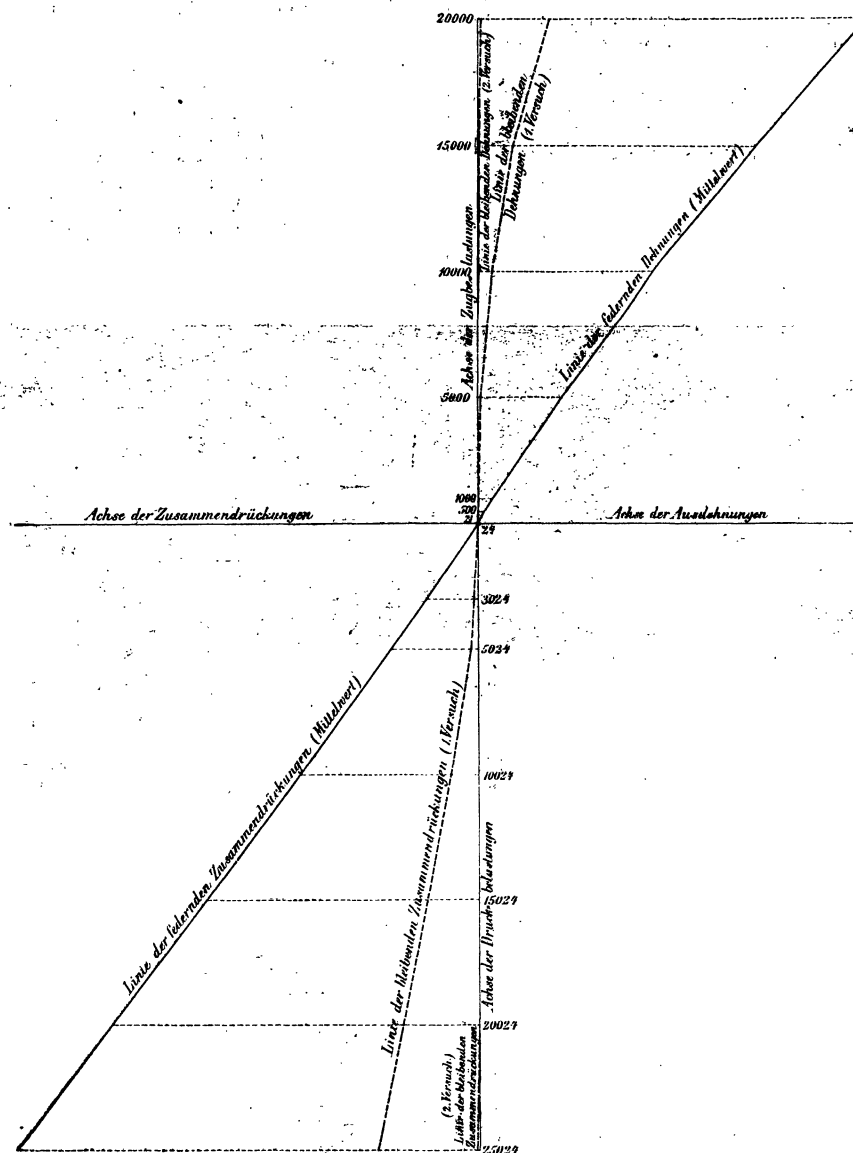 20000
Linie der bleibenden Dehnungen (2. Versuch)
Linie der bleibenden
Dehnungen (1. Versuch)
15000
Linie der federnden Dehnungen (Mittelwert)
Achse der Zugbelastungen
10000
5000
1000
500
24
Achse der Zusammendrückungen
Achse der Ausdehnungen
24
3024
5024
Linie der federnden Zusammendrückungen (Mittelwert)
Linie der bleibenden Zusammendrückungen (1. Versuch)
10024
Achse der Druckbelastungen
15024
20024
(2. Versuch)
Linie der bleibenden
Zusammendrückungen
25024